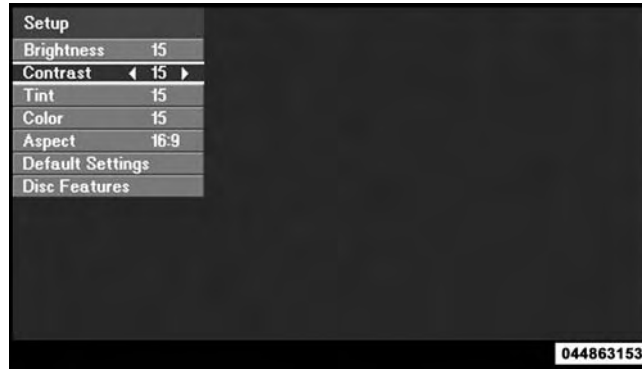 Setup
Brightness 15
Contrast ◀ 15 ▶
Tint 15
Color 15
Aspect 16:9
Default Settings
Disc Features
044863153